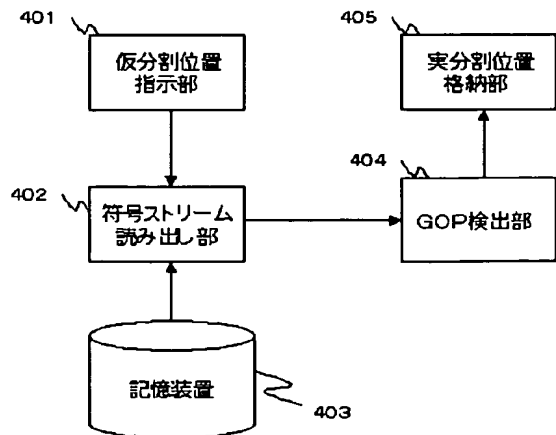 401
仮分割位置
指示部
405
実分割位置
格納部
402
符号ストリーム
読み出し部
404
GOP検出部
記憶装置
403